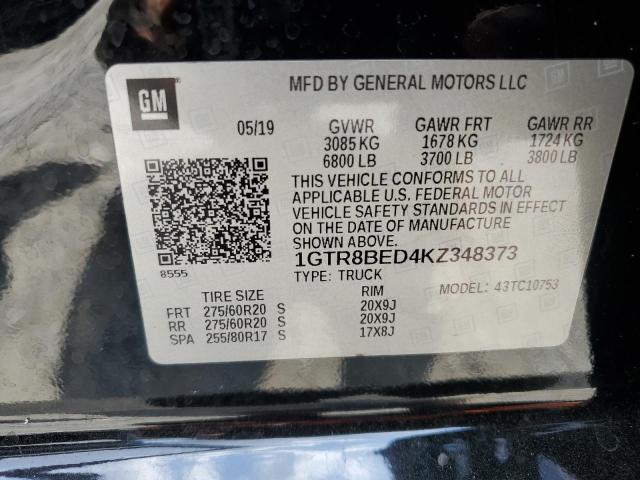 GM
MFD BY GENERAL MOTORS LLC
05/19 GVWR GAWR FRT GAWR RR
3085 KG 1678 KG 1724 KG
6800 LB 3700 LB 3800 LB
THIS VEHICLE CONFORMS TO ALL
APPLICABLE U.S. FEDERAL MOTOR
VEHICLE SAFETY STANDARDS IN EFFECT
ON THE DATE OF MANUFACTURE
SHOWN ABOVE.
8555
1GTR8BED4KZ348373
TYPE: TRUCK MODEL: 43TC10753
TIRE SIZE RIM
FRT 275/60R20 S 20X9J
RR 275/60R20 S 20X9J
SPA 255/80R17 S 17X8J